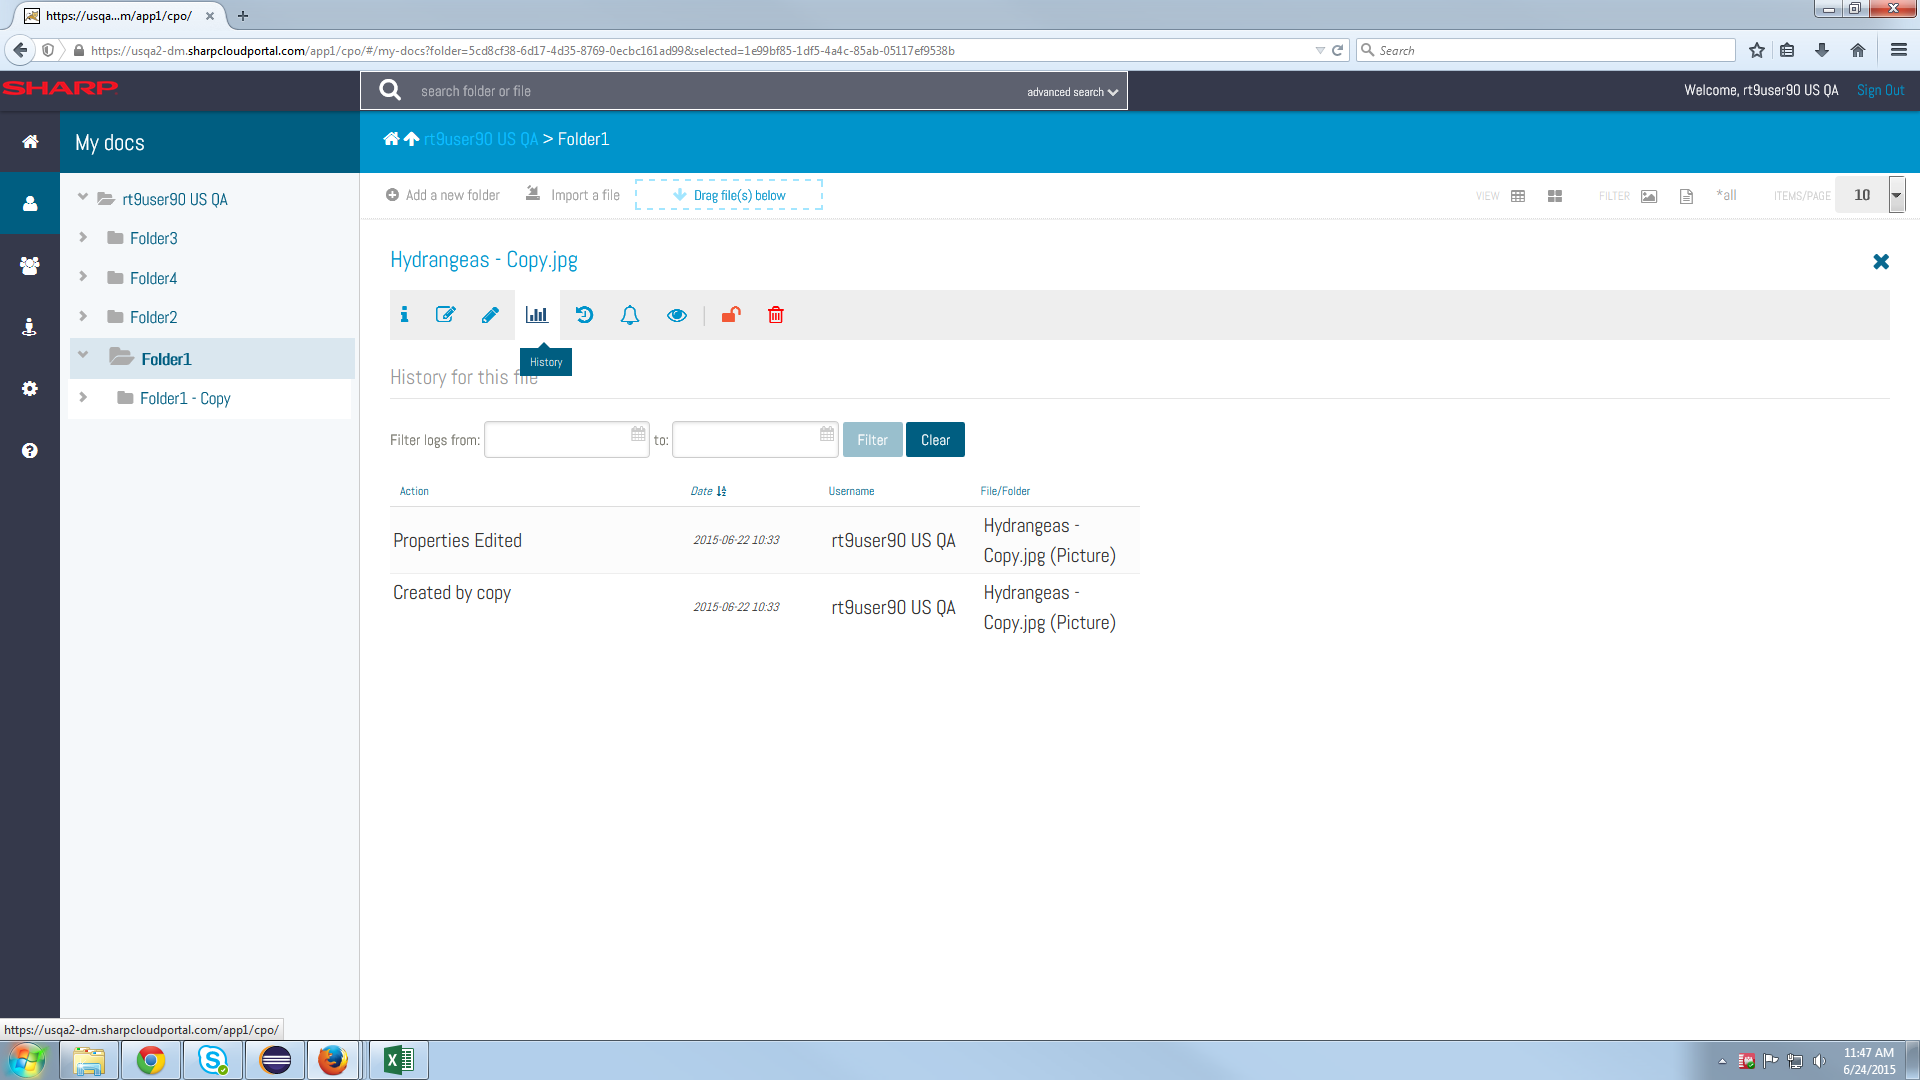 https://usqa...m/app1/cpo/
https://usqa2-dm.sharpcloudportal.com/app1/cpo/#/my-docs?folder=5cd8cf38-6d17-4d35-8769-0ecbc161ad99&selected=1e99bf85-1df5-4a4c-85ab-05117ef9538b
Search
SHARP
search folder or file
advanced search
Welcome, rt9user90 US QA
Sign Out
My docs
rt9user90 US QA > Folder1
rt9user90 US QA
Folder3
Folder4
Folder2
Folder1
Folder1 - Copy
Add a new folder
Import a file
Drag file(s) below
VIEW
FILTER
*all
ITEMS/PAGE
10
Hydrangeas - Copy.jpg
History
History for this file
Filter logs from:
to:
Filter
Clear
Action Date Username File/Folder
Properties Edited 2015-06-22 10:33 rt9user90 US QA Hydrangeas -
Copy.jpg (Picture)
Created by copy 2015-06-22 10:33 rt9user90 US QA Hydrangeas -
Copy.jpg (Picture)
https://usqa2-dm.sharpcloudportal.com/app1/cpo/
11:47 AM
6/24/2015